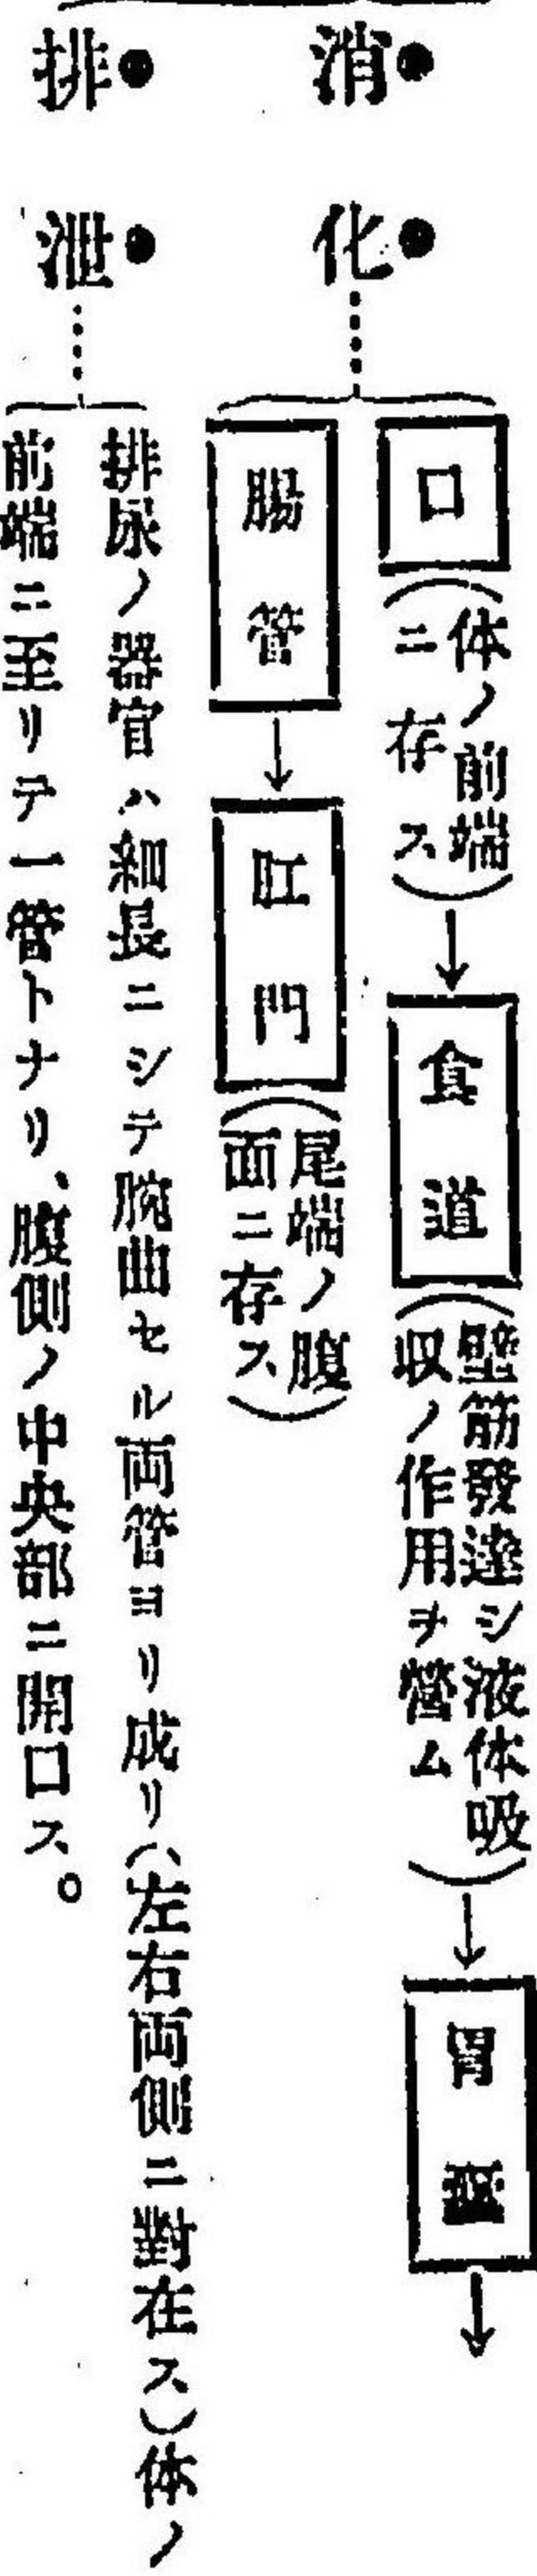 消化……
口(体ノ前端ニ存ス)→食道(壁筋發達シ液体吸収ノ作用ヲ營ム)→胃→
腸管→肛門(尾端ノ腹面ニ存ス)
排泄……
排尿ノ器官ハ細長ニシテ腕曲セル両管ヨリ成リ(左右両側ニ對在ス)体ノ
前端ニ至リテ一管トナリ、腹側ノ中央部ニ開口ス。